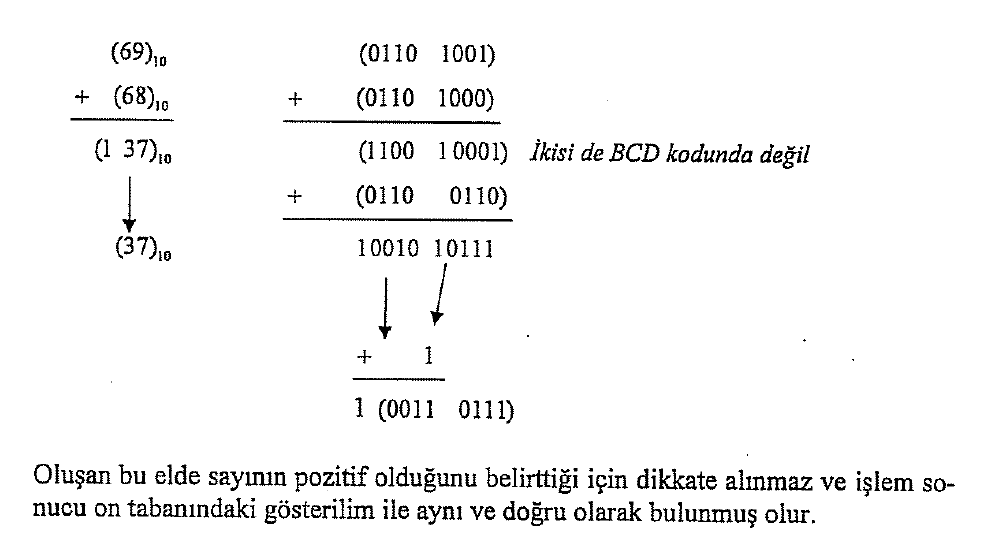 (69)₁₀ (0110 1001)
+ (68)₁₀ + (0110 1000)
(1 37)₁₀ (1100 10001) İkisi de BCD kodunda değil
+ (0110 0110)
(37)₁₀ 10010 10111
+ 1
1 (0011 0111)
Oluşan bu elde sayının pozitif olduğunu belirttiği için dikkate alınmaz ve işlem so-
nucu on tabanındaki gösterilim ile aynı ve doğru olarak bulunmuş olur.